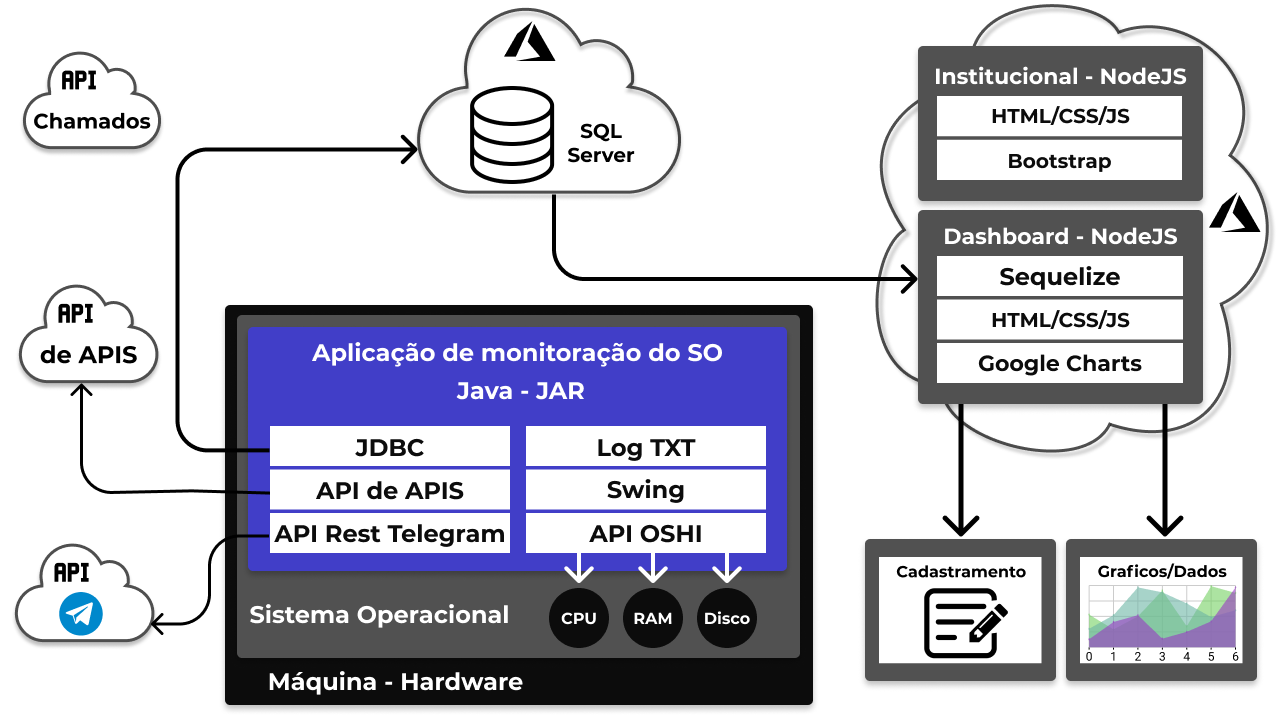 API
Chamados
SQL
Server
Institucional - NodeJS
HTML/CSS/JS
Bootstrap
Dashboard - NodeJS
Sequelize
HTML/CSS/JS
Google Charts
API
de APIS
Aplicação de monitoração do SO
Java - JAR
JDBC
Log TXT
API de APIS
Swing
API Rest Telegram
API OSHI
API
Sistema Operacional
CPU
RAM
Disco
Máquina - Hardware
Cadastramento
Graficos/Dados
0 1 2 3 4 5 6